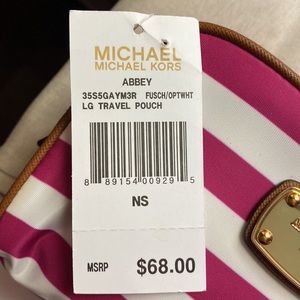 MICHAEL
MICHAEL KORS
ABBEY
35S5GAYM3R FUSCH/OPTWHT
LG TRAVEL POUCH
8 89154 00929 5
NS
MSRP $68.00